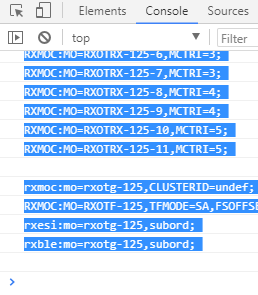 Elements Console Sources
top Filter
RXMOC:MO=RXOTRX-125-6,MCTRI=3;
RXMOC:MO=RXOTRX-125-7,MCTRI=3;
RXMOC:MO=RXOTRX-125-8,MCTRI=4;
RXMOC:MO=RXOTRX-125-9,MCTRI=4;
RXMOC:MO=RXOTRX-125-10,MCTRI=5;
RXMOC:MO=RXOTRX-125-11,MCTRI=5;
rxmoc:mo=rxotg-125,CLUSTERID=undef;
RXMOC:MO=RXOTF-125,TFMODE=SA,FSOFFSE
rxesi:mo=rxotg-125,subord;
rxble:mo=rxotg-125,subord;